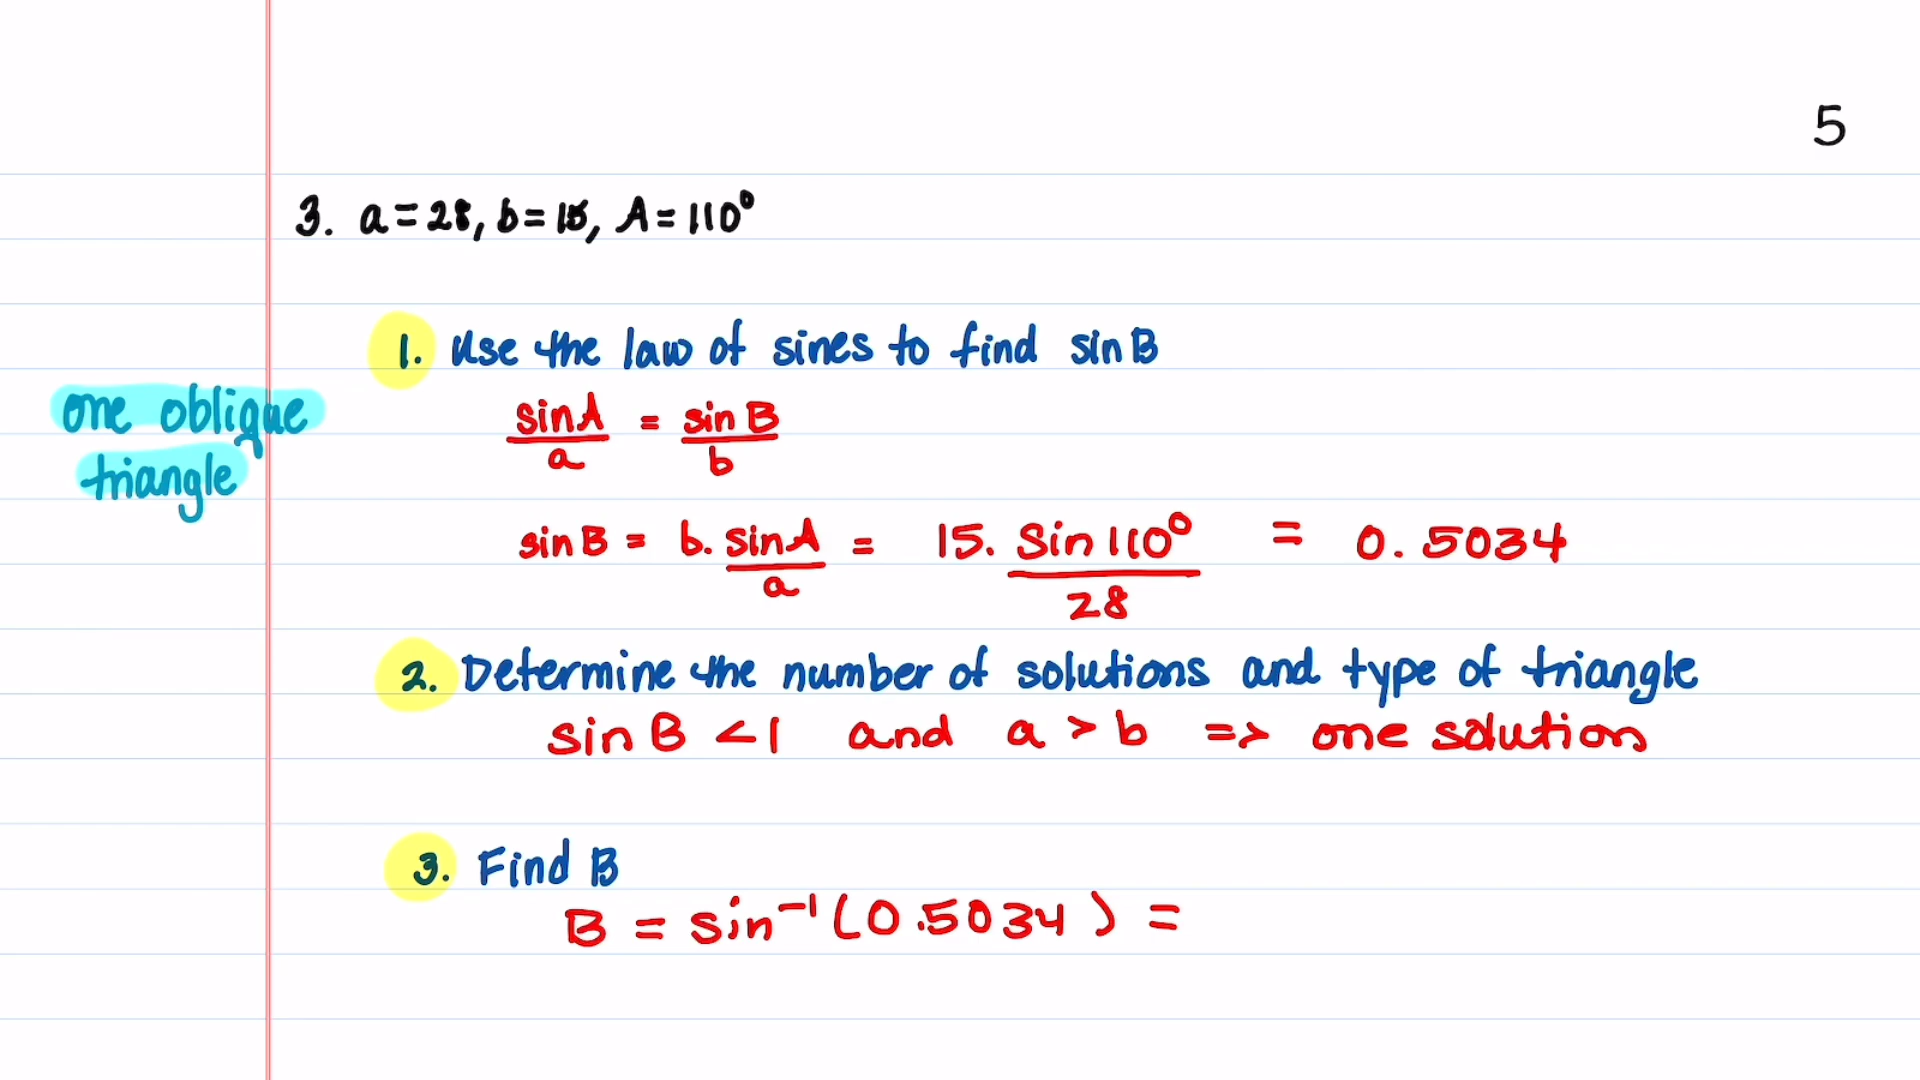 5
3. a = 28, b = 15, A = 110°
1. Use the law of sines to find sin B
one oblique
triangle
sinA/a = sin B/b
sin B = b. sinA/a = 15. Sin 110°/28 = 0.5034
2. Determine the number of solutions and type of triangle
sin B < 1 and a > b => one solution
3. Find B
B = sin⁻¹(0.5034) =